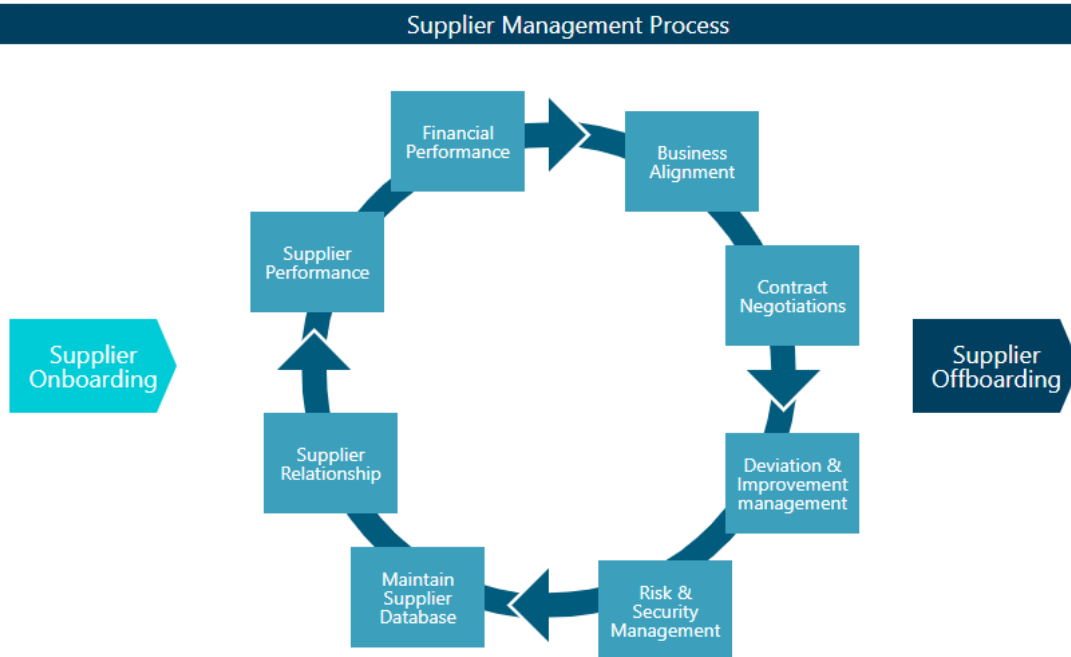 Supplier Management Process
Financial
Performance
Business
Alignment
Supplier
Performance
Contract
Negotiations
Supplier
Onboarding
Supplier
Offboarding
Supplier
Relationship
Deviation &
Improvement
management
Maintain
Supplier
Database
Risk &
Security
Management